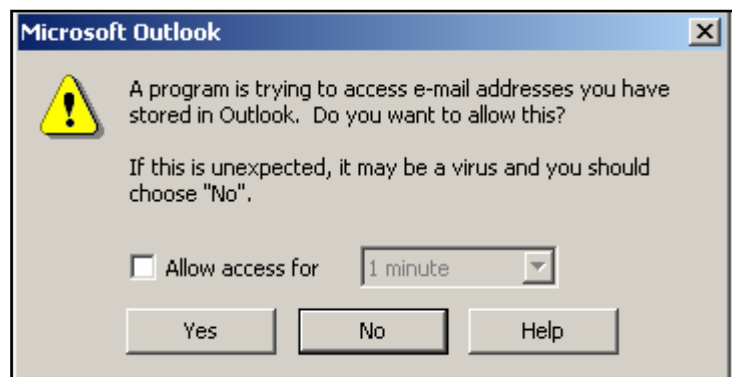 Microsoft Outlook
A program is trying to access e-mail addresses you have
stored in Outlook. Do you want to allow this?
If this is unexpected, it may be a virus and you should
choose "No".
Allow access for 1 minute
Yes No Help